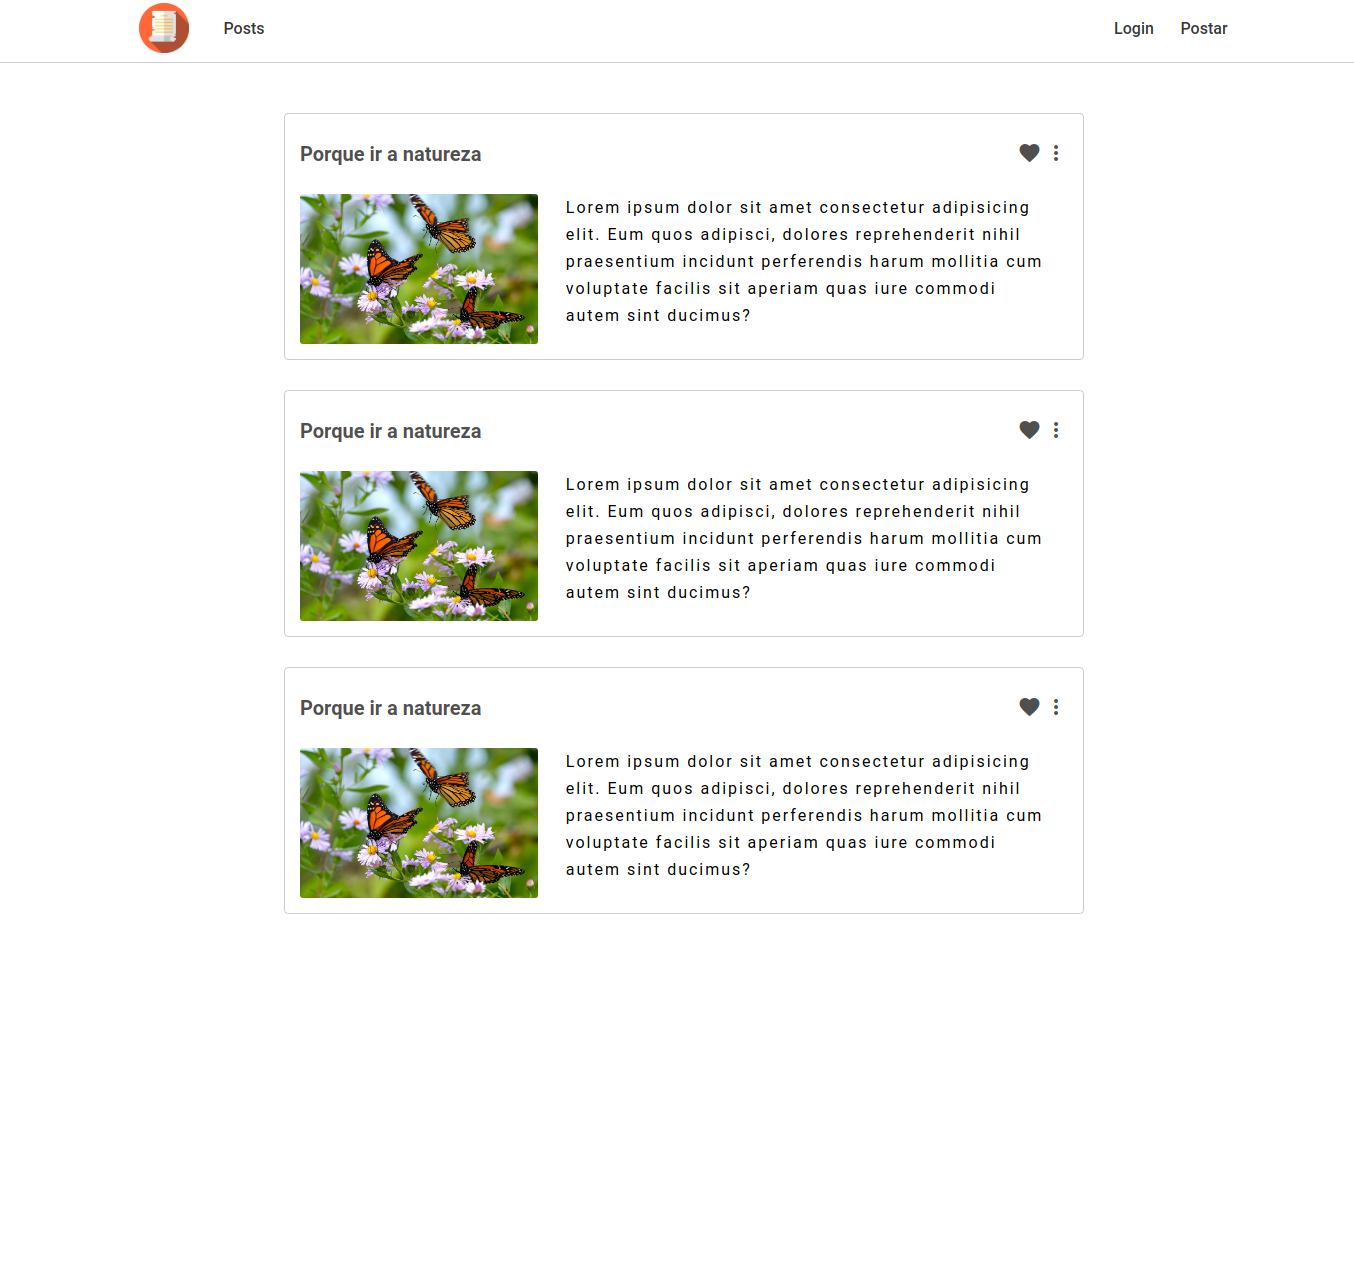 Posts
Login
Postar
Porque ir a natureza
Lorem ipsum dolor sit amet consectetur adipisicing
elit. Eum quos adipisci, dolores reprehenderit nihil
praesentium incidunt perferendis harum mollitia cum
voluptate facilis sit aperiam quas iure commodi
autem sint ducimus?
Porque ir a natureza
Lorem ipsum dolor sit amet consectetur adipisicing
elit. Eum quos adipisci, dolores reprehenderit nihil
praesentium incidunt perferendis harum mollitia cum
voluptate facilis sit aperiam quas iure commodi
autem sint ducimus?
Porque ir a natureza
Lorem ipsum dolor sit amet consectetur adipisicing
elit. Eum quos adipisci, dolores reprehenderit nihil
praesentium incidunt perferendis harum mollitia cum
voluptate facilis sit aperiam quas iure commodi
autem sint ducimus?